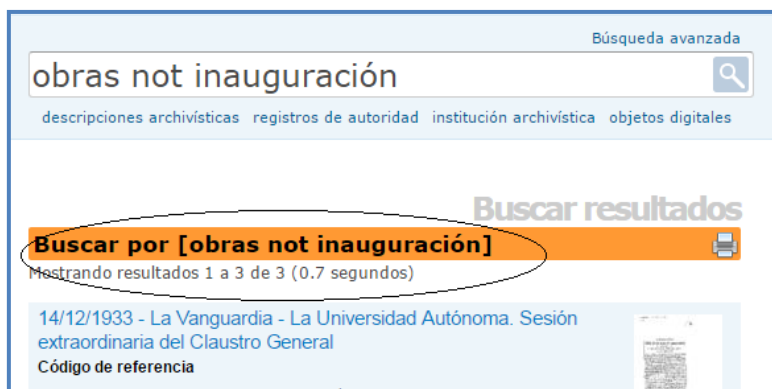 Búsqueda avanzada
obras not inauguración
descripciones archivísticas registros de autoridad institución archivística objetos digitales
Buscar resultados
Buscar por [obras not inauguración]
Mostrando resultados 1 a 3 de 3 (0.7 segundos)
14/12/1933 - La Vanguardia - La Universidad Autónoma. Sesión
extraordinaria del Claustro General
Código de referencia